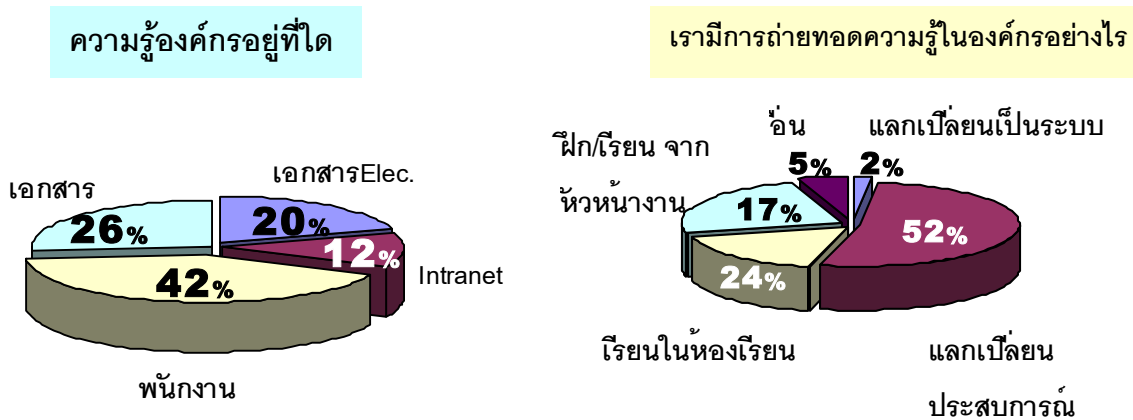 ความรู้องค์กรอยู่ที่ใด
เอกสาร
26%
เอกสารElec.
20%
12%
Intranet
42%
พนักงาน
เรามีการถ่ายทอดความรู้ในองค์กรอย่างไร
ฝึก/เรียน จาก
หัวหน้างาน
17%
อื่น
5%
แลกเปลี่ยนเป็นระบบ
2%
52%
24%
เรียนในห้องเรียน
แลกเปลี่ยน
ประสบการณ์